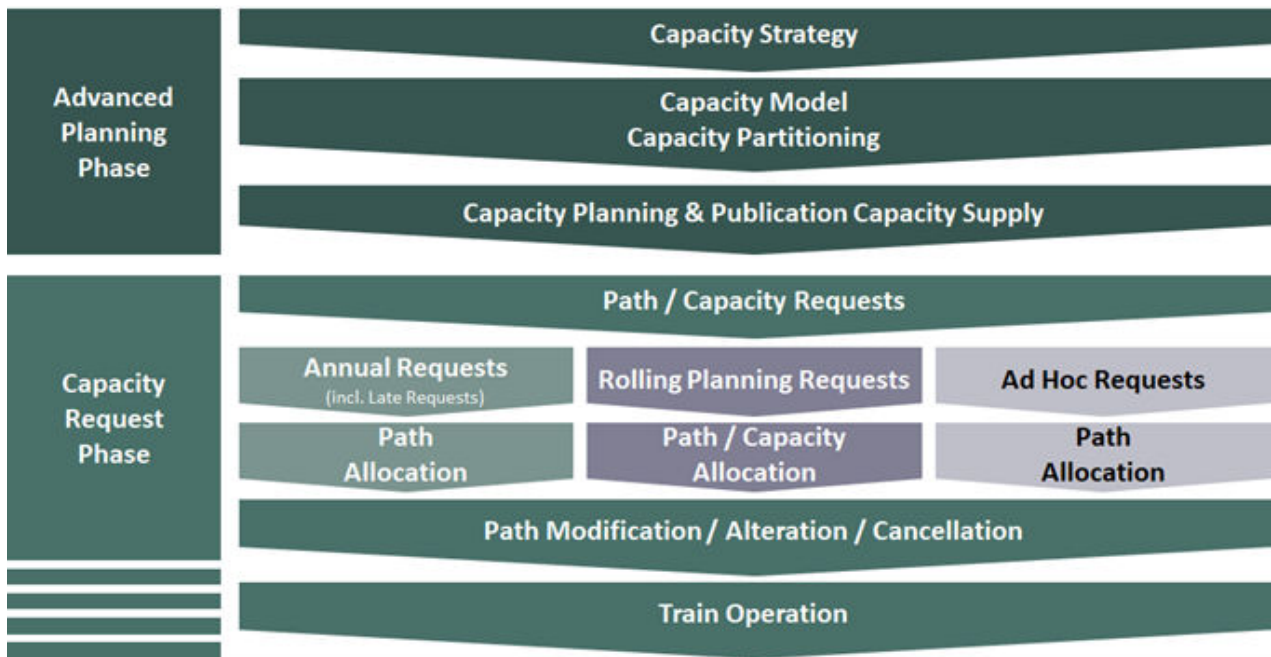 Capacity Strategy
Advanced
Planning
Phase
Capacity Model
Capacity Partitioning
Capacity Planning & Publication Capacity Supply
Path / Capacity Requests
Capacity
Request
Phase
Annual Requests
(incl. Late Requests)
Rolling Planning Requests
Ad Hoc Requests
Path
Allocation
Path / Capacity
Allocation
Path
Allocation
Path Modification / Alteration / Cancellation
Train Operation